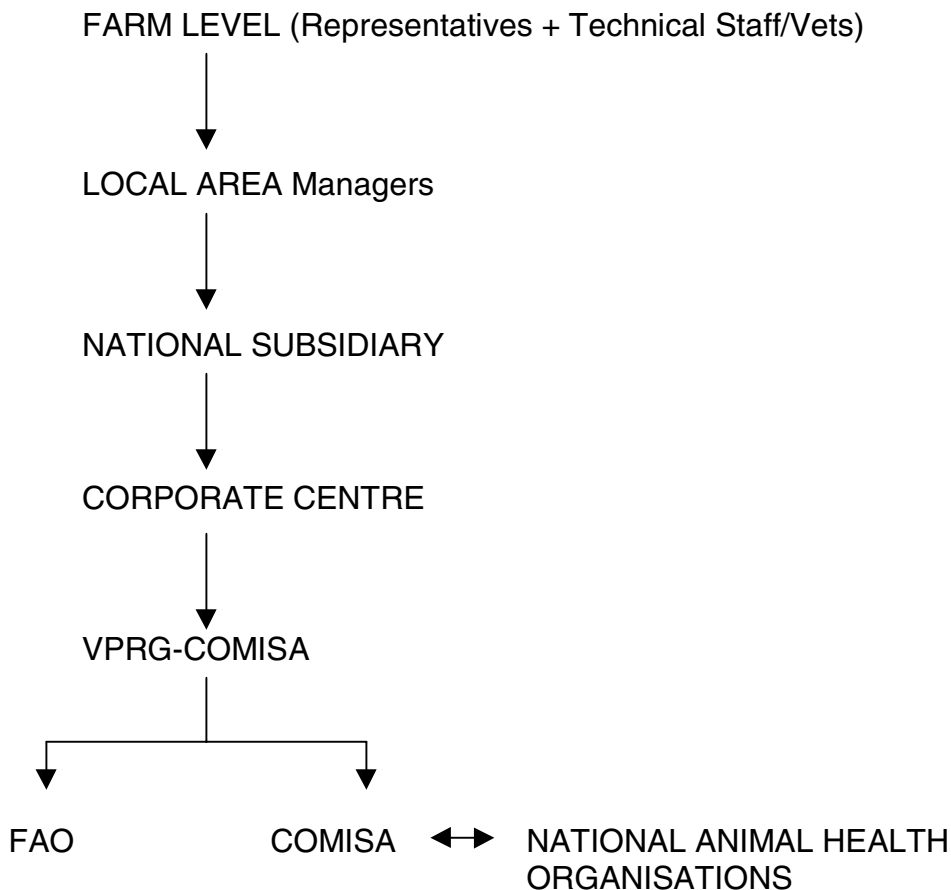 FARM LEVEL (Representatives + Technical Staff/Vets)
LOCAL AREA Managers
NATIONAL SUBSIDIARY
CORPORATE CENTRE
VPRG-COMISA
FAO
COMISA
NATIONAL ANIMAL HEALTH
ORGANISATIONS